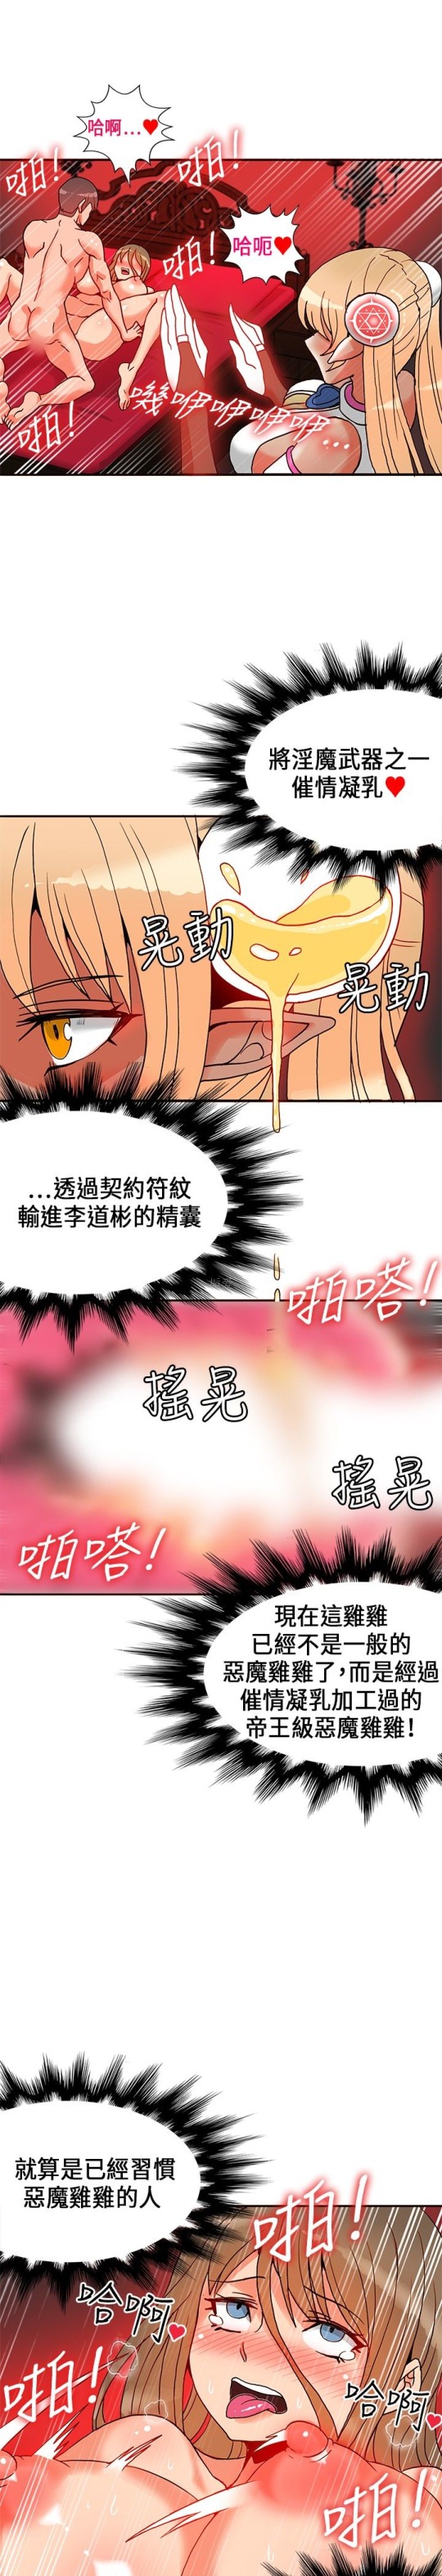 哈啊...♥
啪!
啪!
啪!
哈呃♥
啪!
嘰咿咿咿咿...
將淫魔武器之一
催情凝乳♥
晃動
晃動
...透過契約符紋
輸進李道彬的精囊
啪嗒!
搖晃
搖晃
啪嗒!
現在這雞雞
已經不是一般的
惡魔雞雞了,而是經過
催情凝乳加工過的
帝王級惡魔雞雞!
就算是已經習慣
惡魔雞雞的人
啪!
哈啊♥
啪!
哈啊♥
啪!